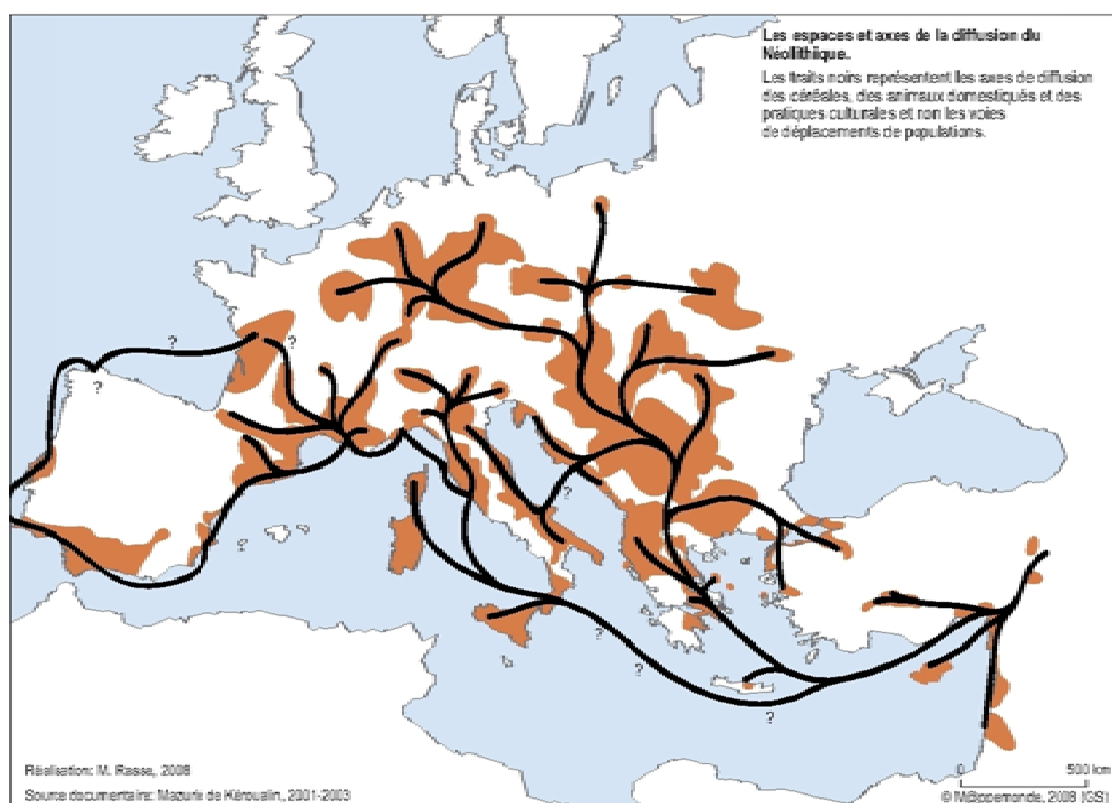 Les espaces et axes de la diffusion du
Néolithique.
Les traits noirs représentent les axes de diffusion
des céréales, des animaux domestiqués et des
pratiques culturales et non les voies
de déplacements de populations.
?
?
?
?
?
?
?
?
Réalisation: M. Rasse, 2008
Source documentaire: Mazurié de Keroualin, 2001-2003
0 500 km
© M@ppemonde, 2008 (GS)